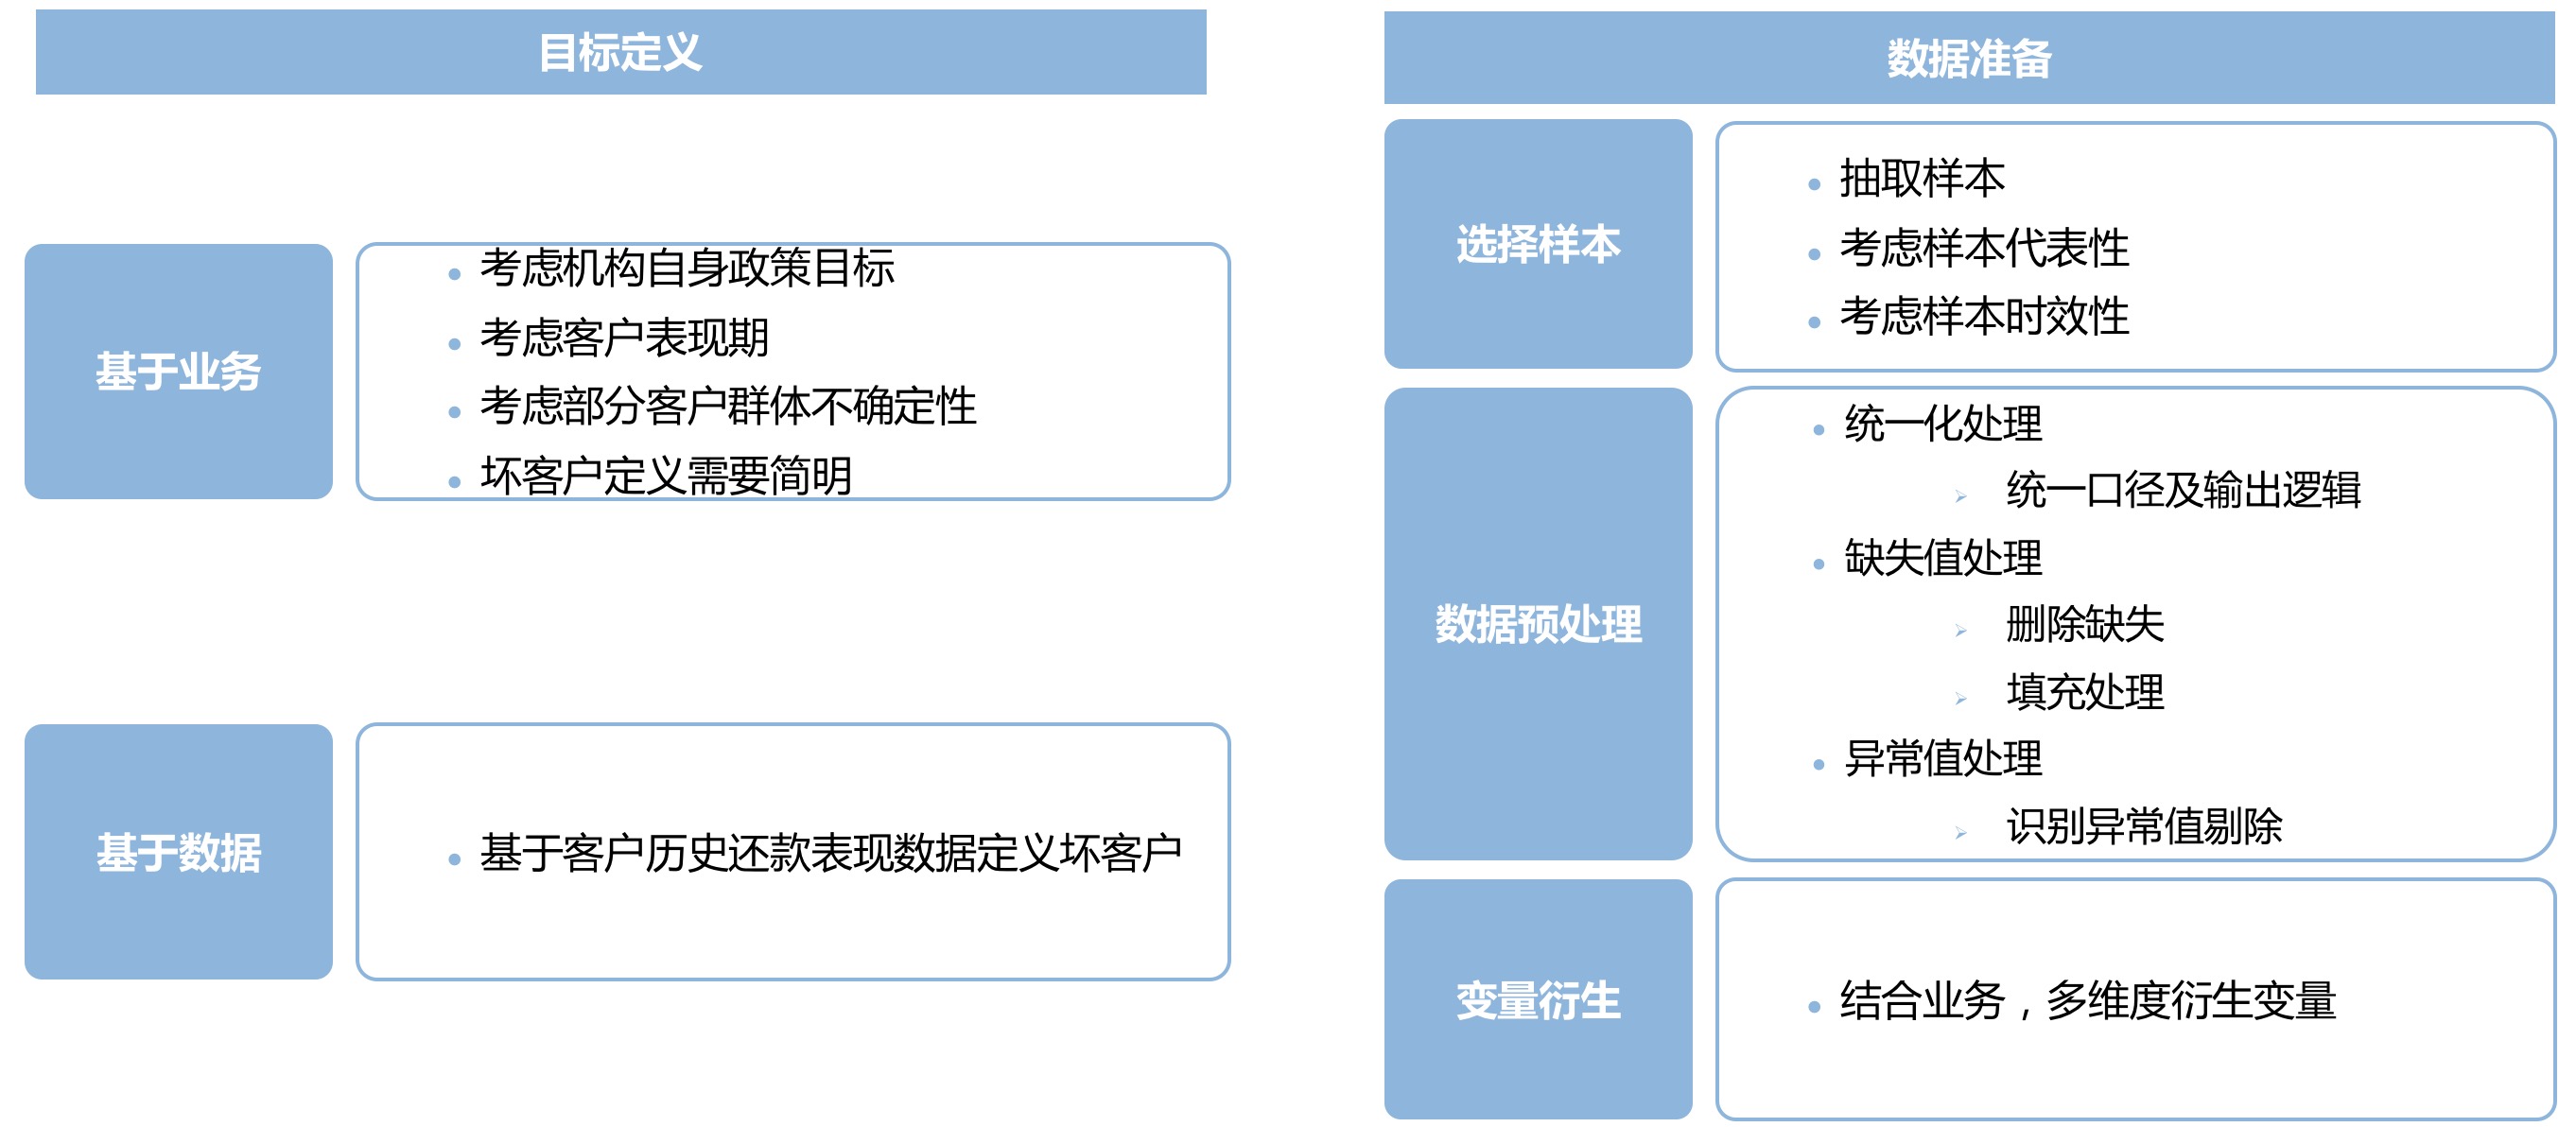 目标定义
基于业务
考虑机构自身政策目标
考虑客户表现期
考虑部分客户群体不确定性
坏客户定义需要简明
基于数据
基于客户历史还款表现数据定义坏客户
数据准备
选择样本
抽取样本
考虑样本代表性
考虑样本时效性
数据预处理
统一化处理
统一口径及输出逻辑
缺失值处理
删除缺失
填充处理
异常值处理
识别异常值剔除
变量衍生
结合业务，多维度衍生变量